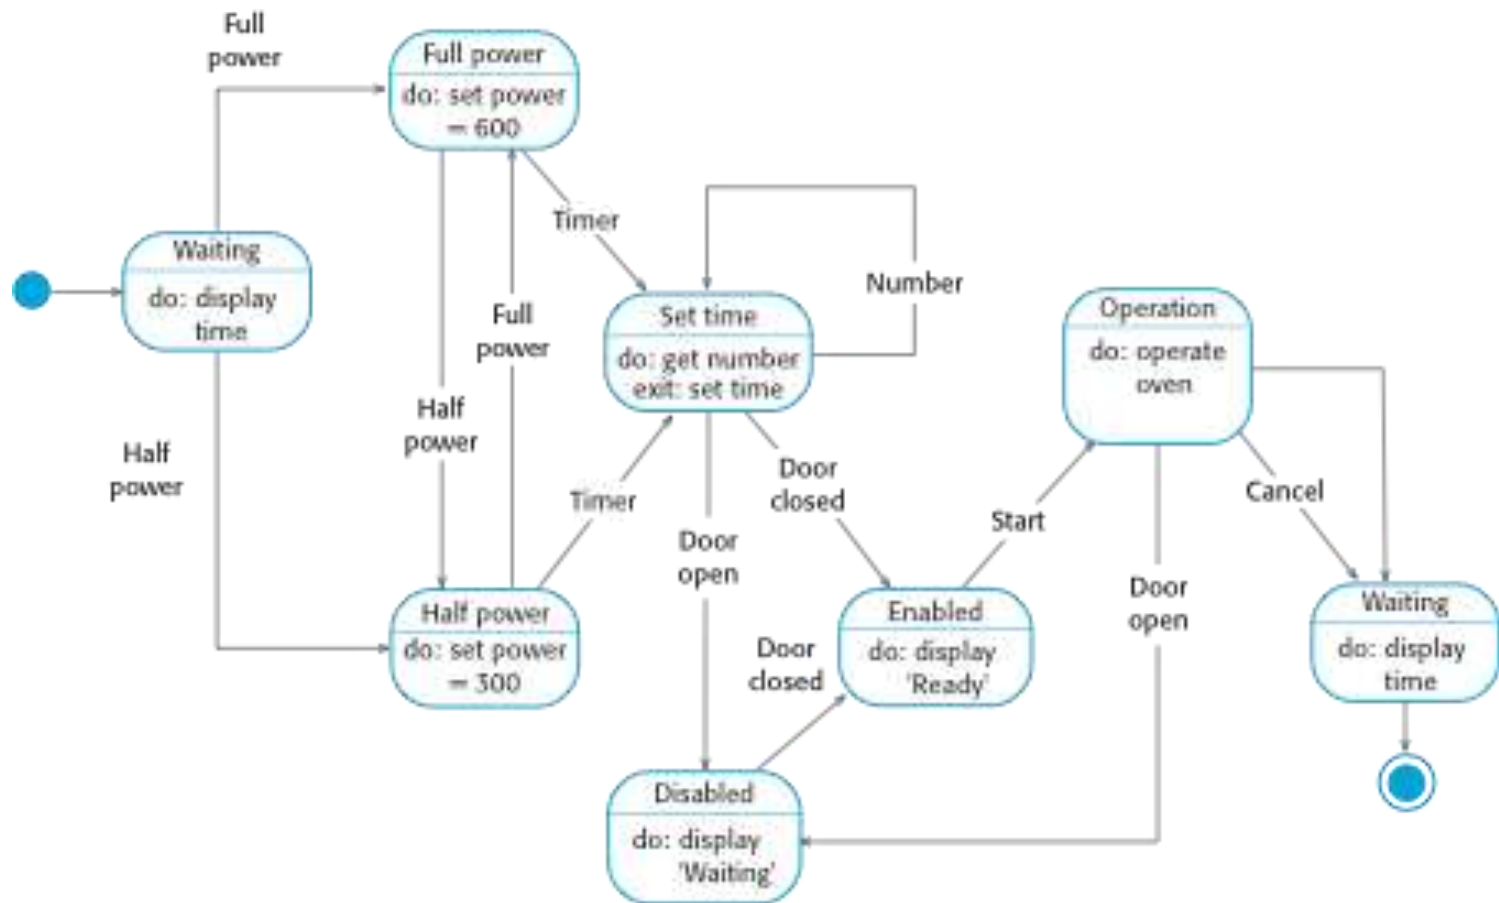 Full
power
Full power
do: set power
= 600
Timer
Waiting
do: display
time
Full
power
Half
power
Half
power
Number
Set time
do: get number
exit: set time
Operation
do: operate
oven
Timer
Door
closed
Door
open
Start
Cancel
Door
open
Half power
do: set power
= 300
Enabled
do: display
'Ready'
Door
closed
Waiting
do: display
time
Disabled
do: display
'Waiting'